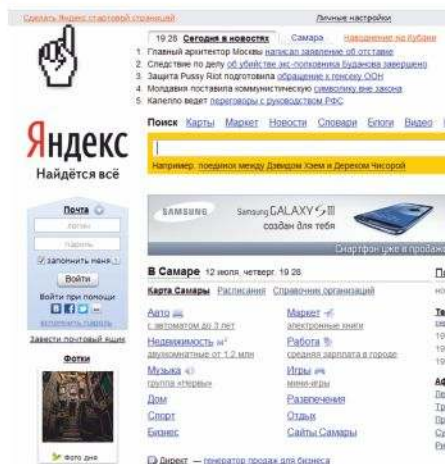 Сделать Яндекс стартовой страницей
Личные настройки
19 28 Сегодня в новостях Самара Наводнение на Кубани
1. Главный архитектор Москвы написал заявление об отставке
2. Следствие по делу об убийстве экс-полковника Буданова завершено
3. Защита Pussy Riot подготовила обращение к генсеку ООН
4. Молдавия поставила коммунистическую символику вне закона
5. Капелло ведет переговоры с руководством РФС
Яндекс
Найдётся всё
Поиск Карты Маркет Новости Словари Блоги Видео
Например, поединок между Дэвидом Хэем и Дереком Чисорой
Почта
логин
пароль
запомнить меня
Войти
Войти при помощи
вспомнить пароль
Завести почтовый ящик
Фотки
фото дня
SAMSUNG Samsung GALAXY S III
создан для тебя
Смартфон уже в продаже
В Самаре 12 июля, четверг, 19 28
Карта Самары Расписания Справочник организаций
Авто
с автоматом до 3 лет
Недвижимость
двухкомнатные от 1,2 млн
Музыка
группа «Нервы»
Дом
Спорт
Бизнес
Маркет
электронные книги
Работа
средняя зарплата в городе
Игры
мини-игры
Развлечения
Отдых
Сайты Самары
Директ — генератор продаж для бизнеса